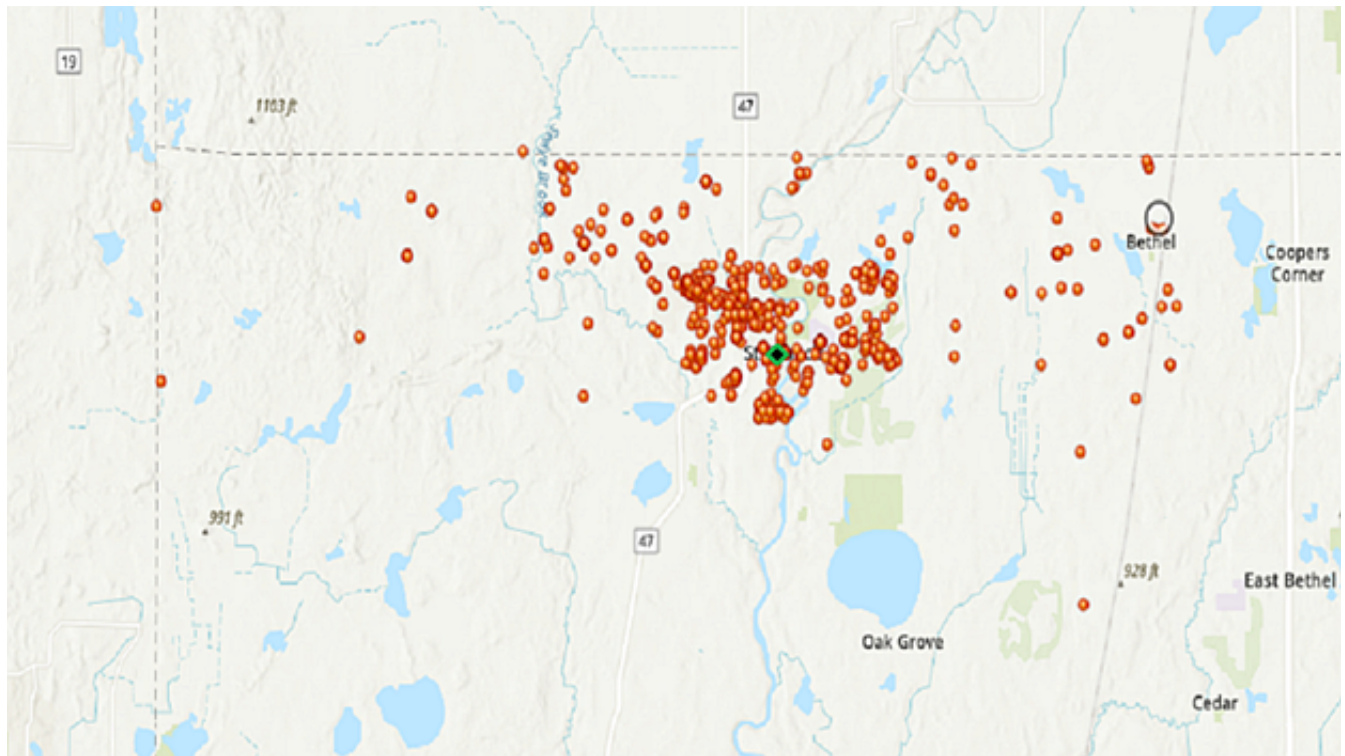 19
1103 ft
47
Bethel
Coopers
Corner
991 ft
47
928 ft
East Bethel
Oak Grove
Cedar